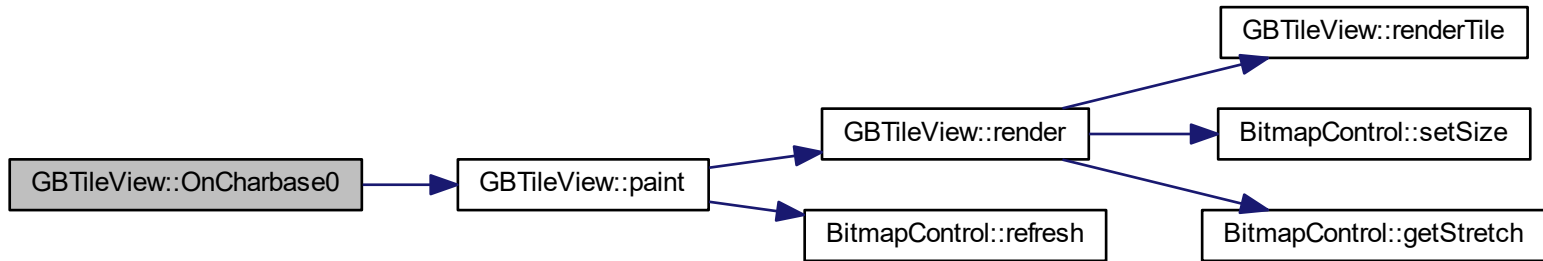 GBTileView::OnCharbase0
GBTileView::paint
GBTileView::render
BitmapControl::refresh
GBTileView::renderTile
BitmapControl::setSize
BitmapControl::getStretch